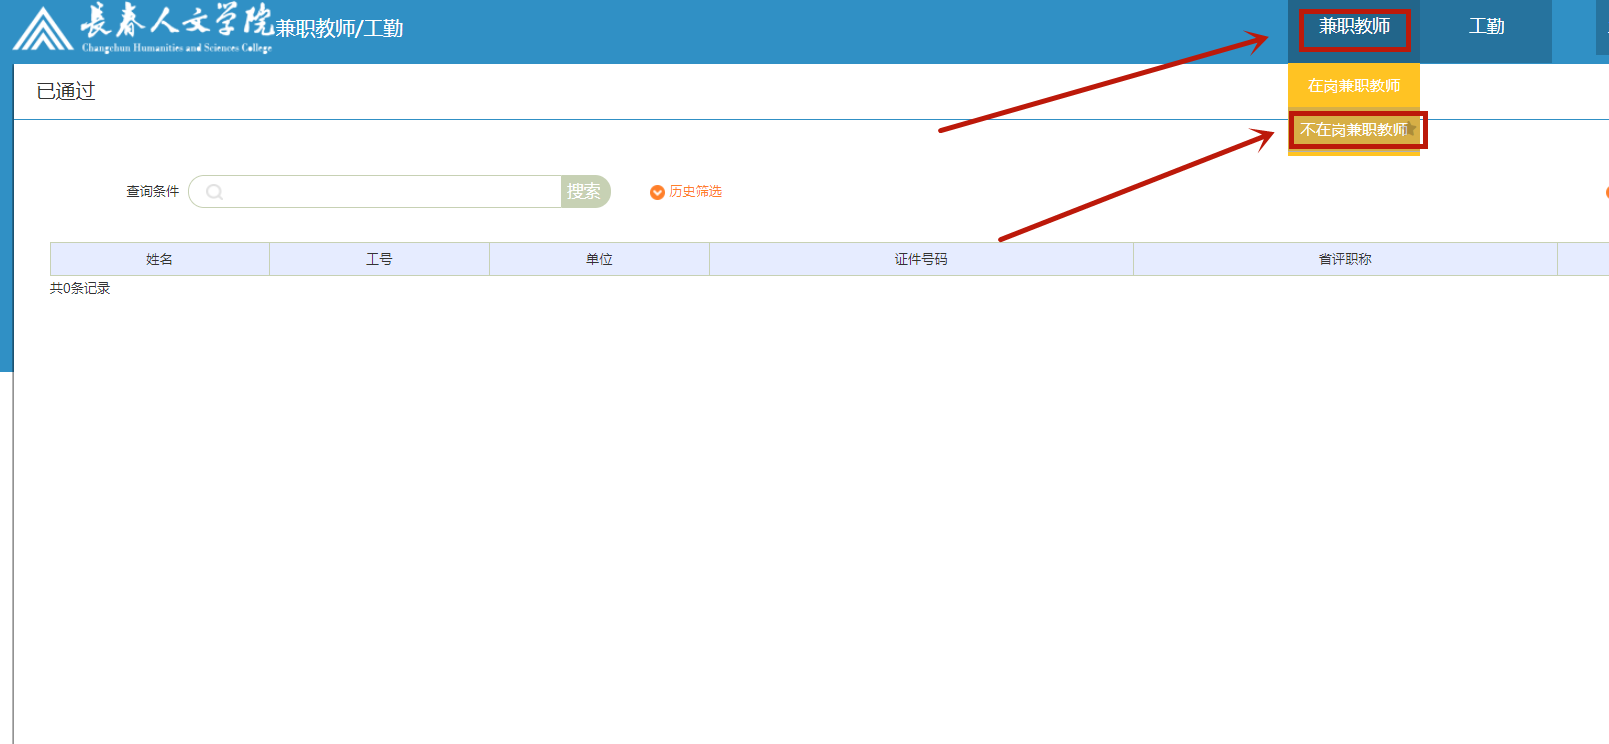 長春人文学院
Changchun Humanities and Sciences College
兼职教师/工勤
兼职教师
工勤
在岗兼职教师
不在岗兼职教师
已通过
查询条件
搜索
历史筛选
姓名
工号
单位
证件号码
省评职称
共0条记录